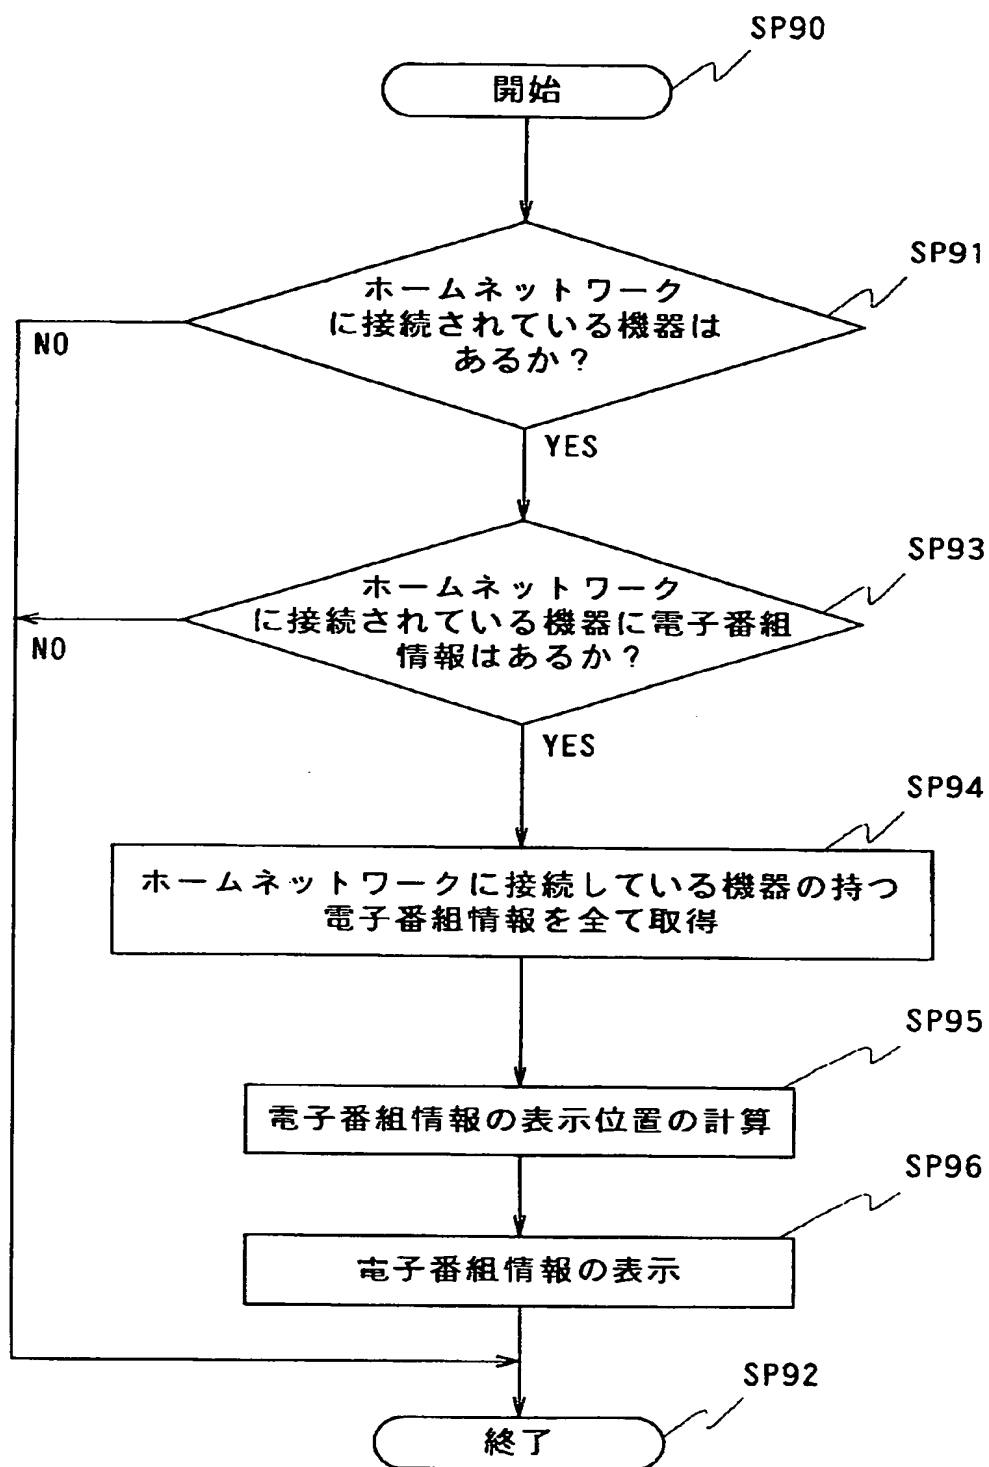 SP90
開始
SP91
ホームネットワーク
に接続されている機器は
あるか？
NO
YES
SP93
ホームネットワーク
に接続されている機器に電子番組
情報はあるか？
NO
YES
SP94
ホームネットワークに接続している機器の持つ
電子番組情報を全て取得
SP95
電子番組情報の表示位置の計算
SP96
電子番組情報の表示
SP92
終了